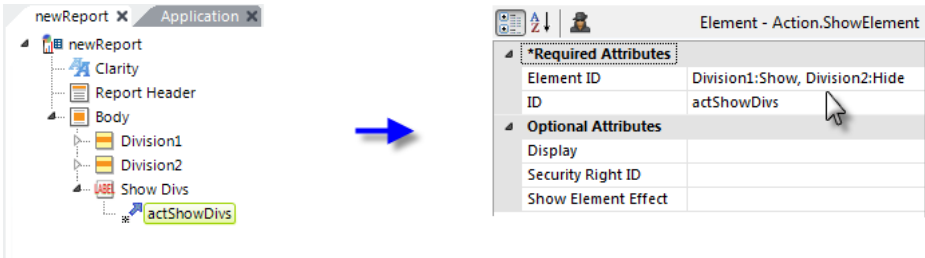 newReport X Application X
newReport
Clarity
Report Header
Body
Division1
Division2
LABEL Show Divs
actShowDivs
A Z Element - Action.ShowElement
*Required Attributes
Element ID Division1:Show, Division2:Hide
ID actShowDivs
Optional Attributes
Display
Security Right ID
Show Element Effect